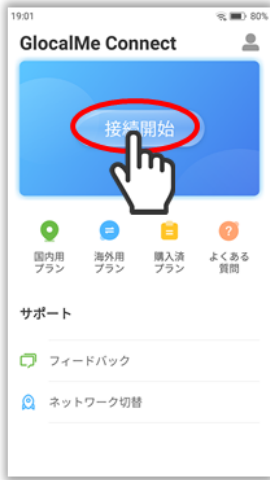 19:01
80%
GlocalMe Connect
接続開始
国内用
プラン
海外用
プラン
購入済
プラン
よくある
質問
サポート
フィードバック
ネットワーク切替